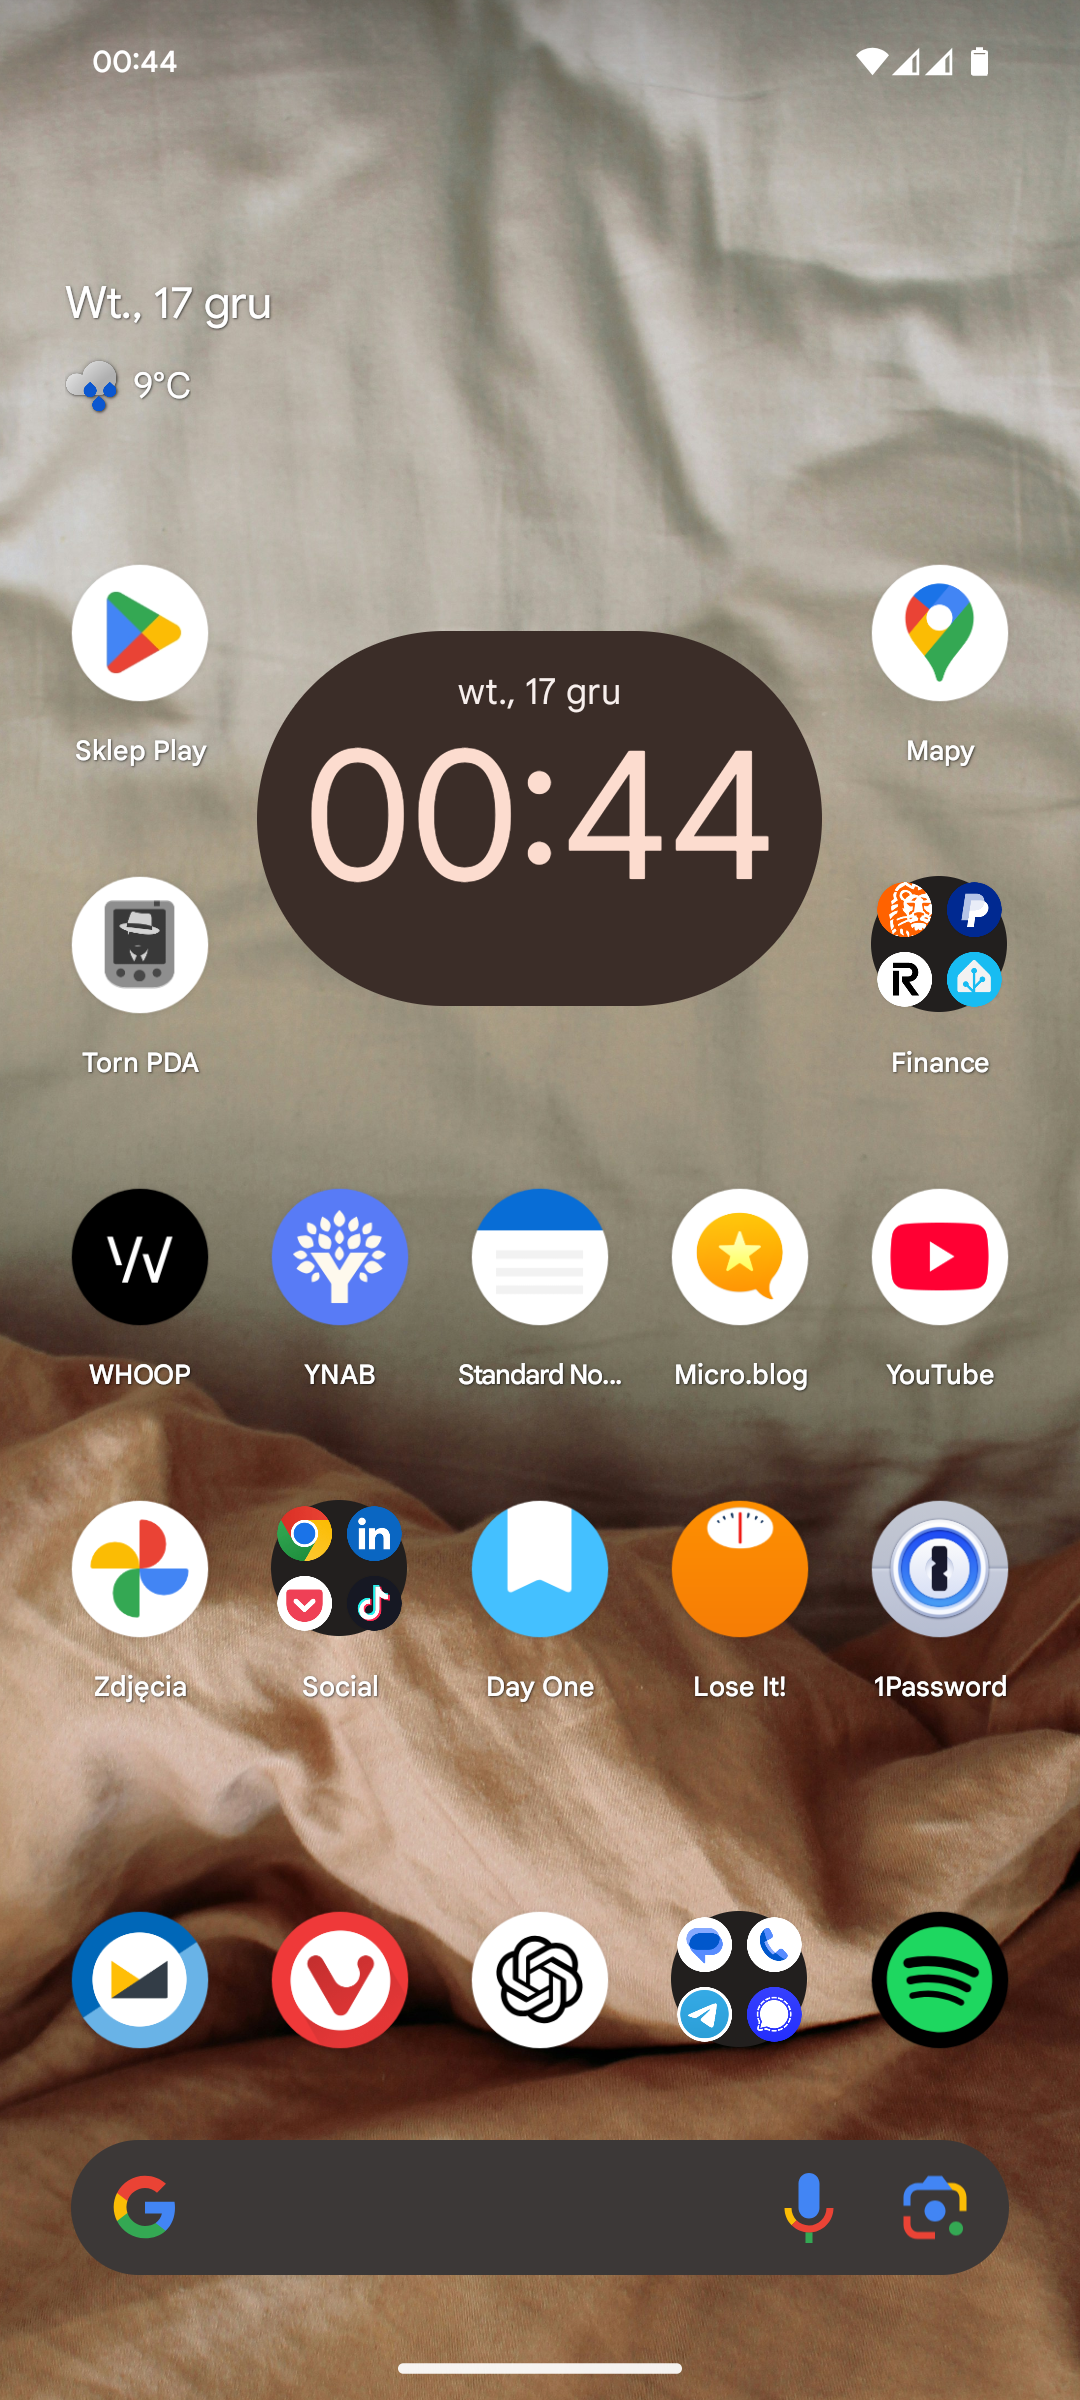 00:44
Wt., 17 gru
9°C
wt., 17 gru
00:44
Sklep Play
Mapy
Torn PDA
Finance
WHOOP
YNAB
Standard No...
Micro.blog
YouTube
Zdjęcia
Social
Day One
Lose It!
1Password